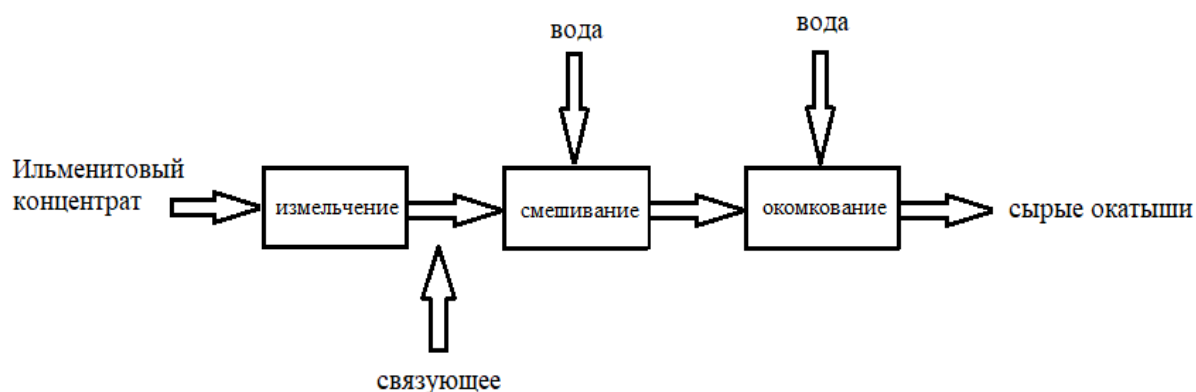 вода
вода
Ильменитовый
концентрат
измельчение
смешивание
окомкование
сырые окатыши
связующее